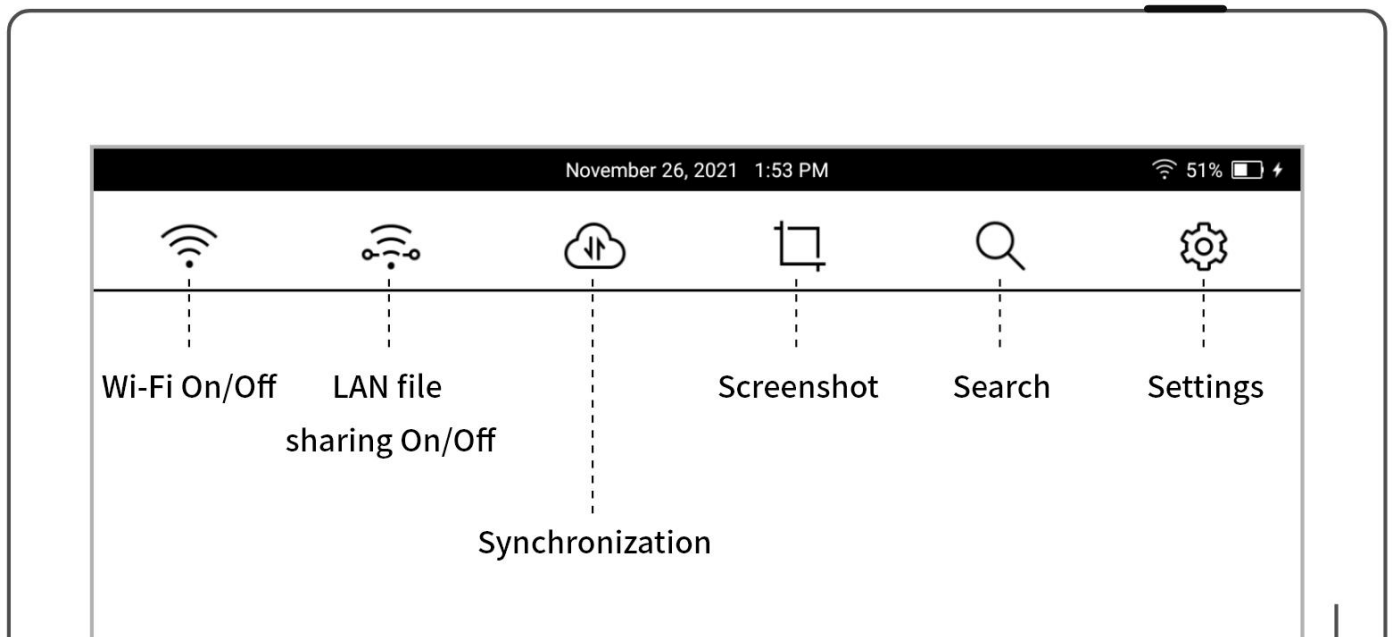 November 26, 2021 1:53 PM 51%
Wi-Fi On/Off LAN file Screenshot Search Settings
sharing On/Off
Synchronization